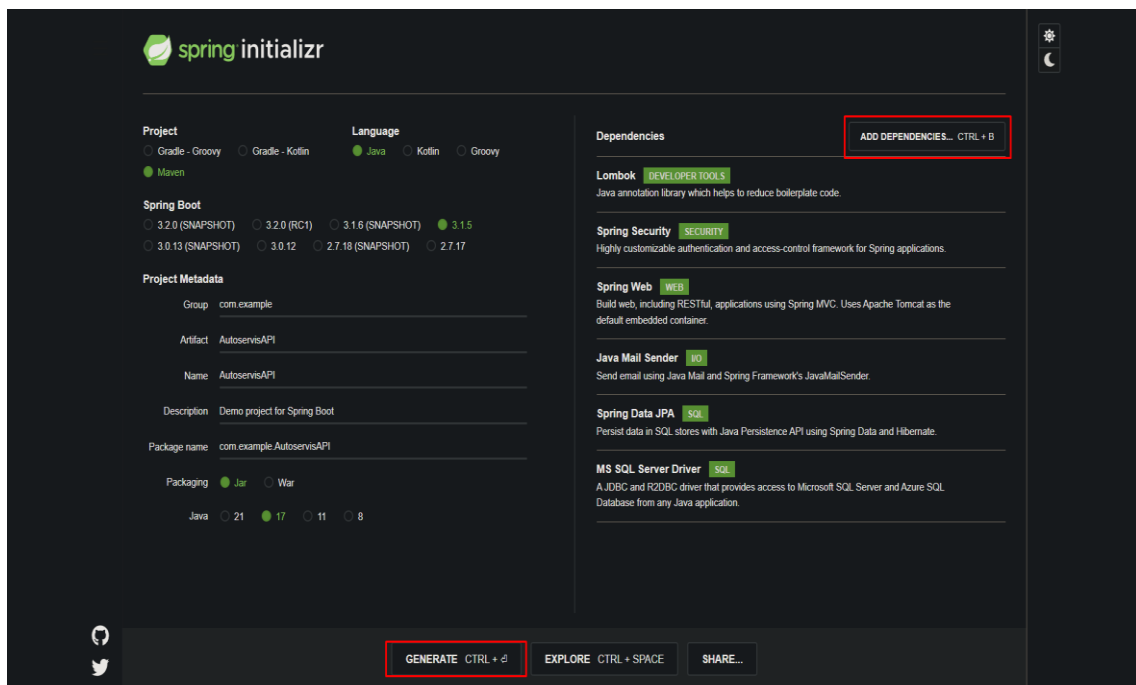 spring initializr
Project
Gradle - Groovy Gradle - Kotlin
Maven
Language
Java Kotlin Groovy
Spring Boot
3.2.0 (SNAPSHOT) 3.2.0 (RC1) 3.1.6 (SNAPSHOT) 3.1.5
3.0.13 (SNAPSHOT) 3.0.12 2.7.18 (SNAPSHOT) 2.7.17
Project Metadata
Group com.example
Artifact AutoservisAPI
Name AutoservisAPI
Description Demo project for Spring Boot
Package name com.example.AutoservisAPI
Packaging Jar War
Java 21 17 11 8
Dependencies ADD DEPENDENCIES... CTRL + B
Lombok DEVELOPER TOOLS
Java annotation library which helps to reduce boilerplate code.
Spring Security SECURITY
Highly customizable authentication and access-control framework for Spring applications.
Spring Web WEB
Build web, including RESTful, applications using Spring MVC. Uses Apache Tomcat as the
default embedded container.
Java Mail Sender I/O
Send email using Java Mail and Spring Framework's JavaMailSender.
Spring Data JPA SQL
Persist data in SQL stores with Java Persistence API using Spring Data and Hibernate.
MS SQL Server Driver SQL
A JDBC and R2DBC driver that provides access to Microsoft SQL Server and Azure SQL
Database from any Java application.
GENERATE CTRL + ⏎ EXPLORE CTRL + SPACE SHARE...